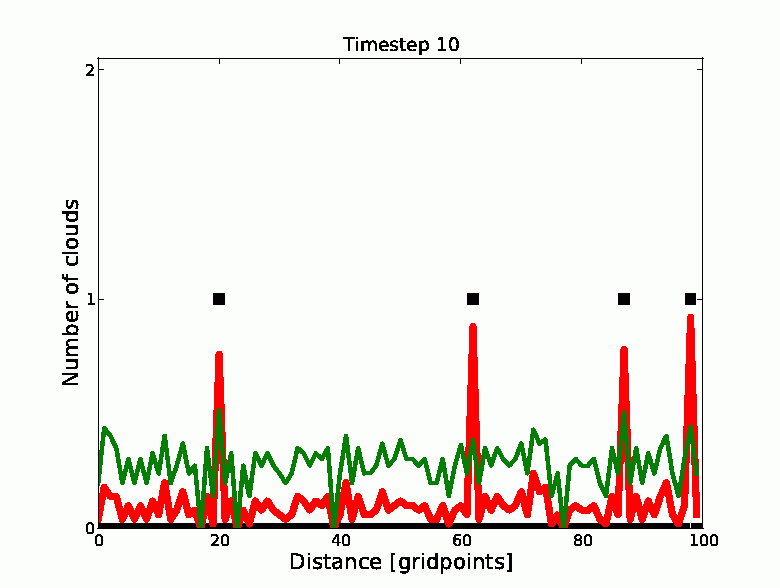 Timestep 10
2
1
0
Number of clouds
0 20 40 60 80 100
Distance [gridpoints]